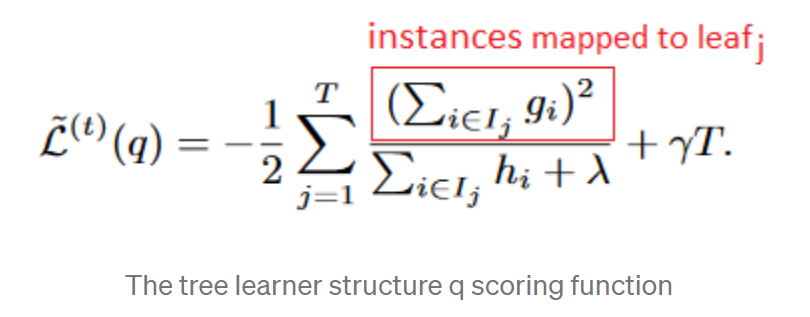 instances mapped to leaf_j
\tilde{\mathcal{L}}^{(t)}(q) = -\frac{1}{2} \sum_{j=1}^{T} \frac{(\sum_{i \in I_j} g_i)^2}{\sum_{i \in I_j} h_i + \lambda} + \gamma T.
The tree learner structure q scoring function